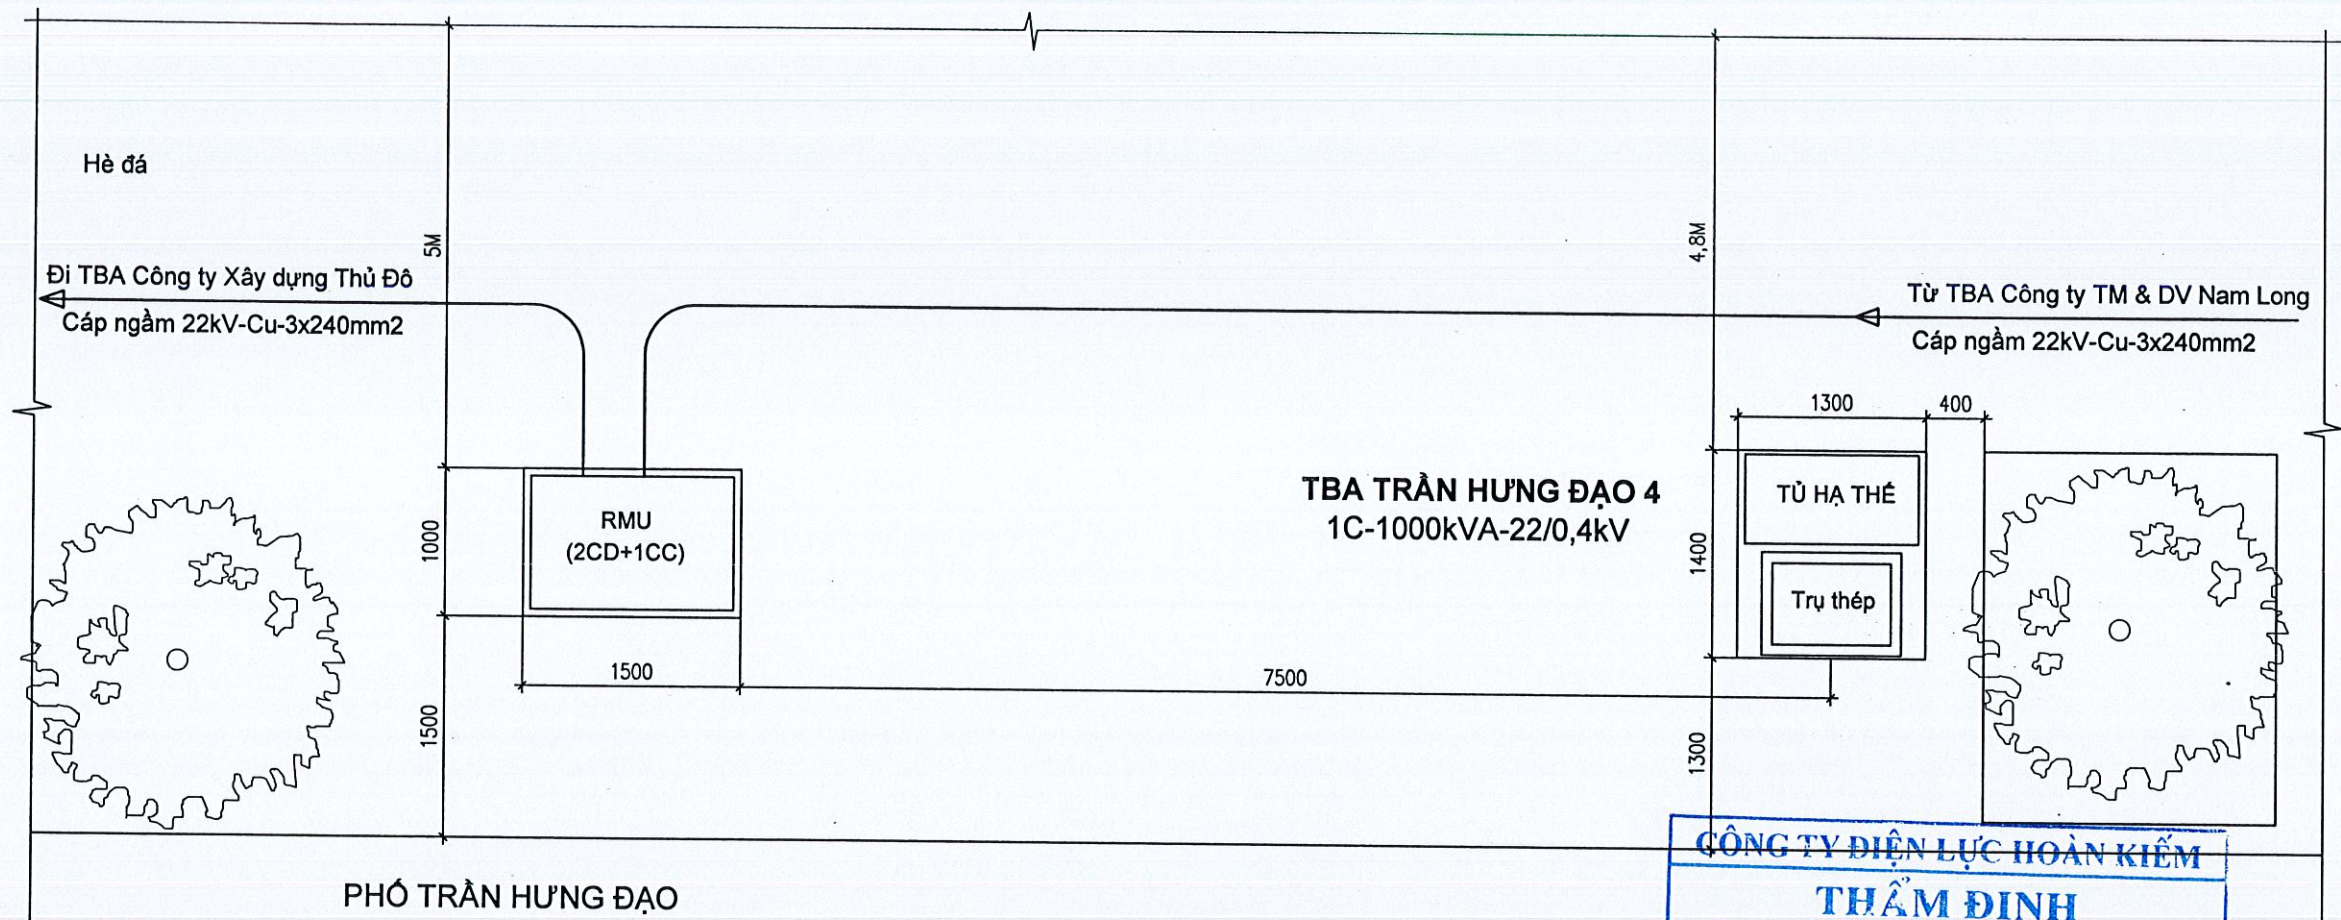 Hè đá
5M
4,8M
Đi TBA Công ty Xây dựng Thủ Đô
Cáp ngầm 22kV-Cu-3x240mm2
Từ TBA Công ty TM & DV Nam Long
Cáp ngầm 22kV-Cu-3x240mm2
1300
400
TBA TRẦN HƯNG ĐẠO 4
1C-1000kVA-22/0,4kV
TỦ HẠ THẾ
RMU
(2CD+1CC)
1000
1400
Trụ thép
1500
7500
1500
1300
CÔNG TY ĐIỆN LỰC HOÀN KIẾM
THẨM ĐỊNH
PHỐ TRẦN HƯNG ĐẠO